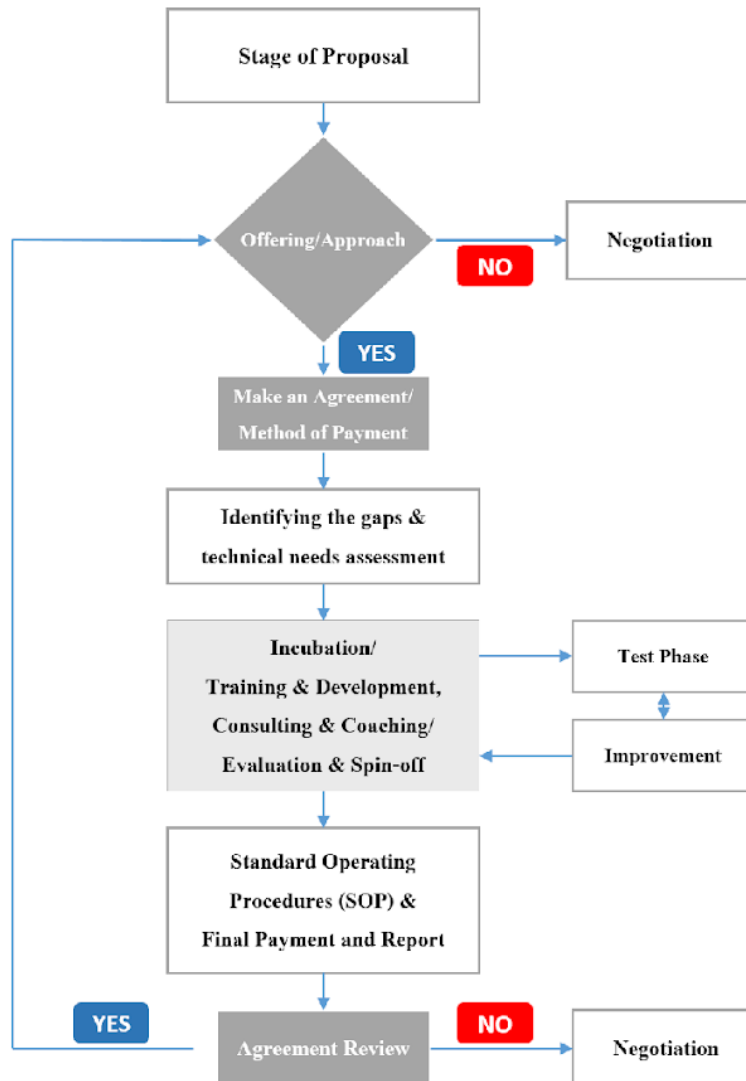 Stage of Proposal
Offering/Approach
NO
Negotiation
YES
Make an Agreement/
Method of Payment
Identifying the gaps &
technical needs assessment
Incubation/
Training & Development,
Consulting & Coaching/
Evaluation & Spin-off
Test Phase
Improvement
Standard Operating
Procedures (SOP) &
Final Payment and Report
YES
Agreement Review
NO
Negotiation